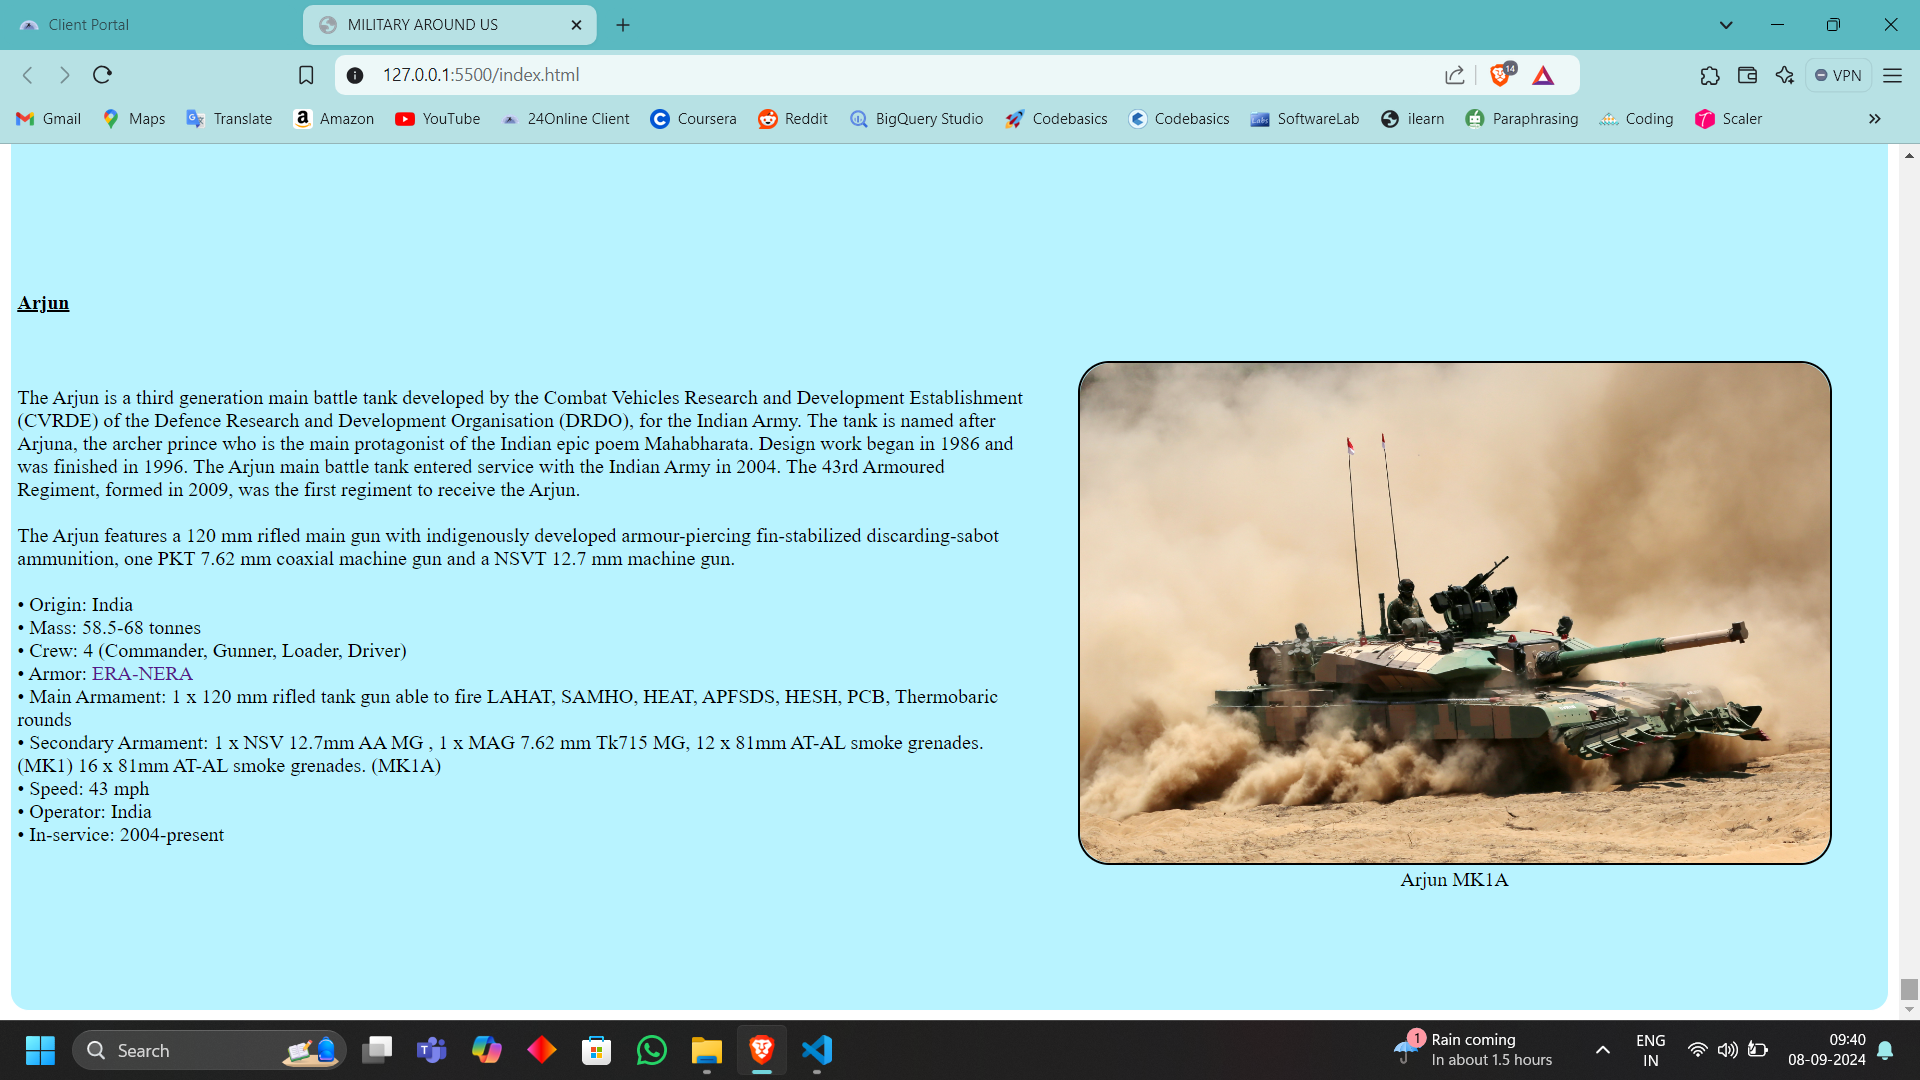 Client Portal
MILITARY AROUND US
127.0.0.1:5500/index.html
14
VPN
Gmail
Maps
Translate
Amazon
YouTube
24Online Client
Coursera
Reddit
BigQuery Studio
Codebasics
Codebasics
SoftwareLab
ilearn
Paraphrasing
Coding
Scaler
Arjun
The Arjun is a third generation main battle tank developed by the Combat Vehicles Research and Development Establishment
(CVRDE) of the Defence Research and Development Organisation (DRDO), for the Indian Army. The tank is named after
Arjuna, the archer prince who is the main protagonist of the Indian epic poem Mahabharata. Design work began in 1986 and
was finished in 1996. The Arjun main battle tank entered service with the Indian Army in 2004. The 43rd Armoured
Regiment, formed in 2009, was the first regiment to receive the Arjun.
The Arjun features a 120 mm rifled main gun with indigenously developed armour-piercing fin-stabilized discarding-sabot
ammunition, one PKT 7.62 mm coaxial machine gun and a NSVT 12.7 mm machine gun.
• Origin: India
• Mass: 58.5-68 tonnes
• Crew: 4 (Commander, Gunner, Loader, Driver)
• Armor: ERA-NERA
• Main Armament: 1 x 120 mm rifled tank gun able to fire LAHAT, SAMHO, HEAT, APFSDS, HESH, PCB, Thermobaric
rounds
• Secondary Armament: 1 x NSV 12.7mm AA MG , 1 x MAG 7.62 mm Tk715 MG, 12 x 81mm AT-AL smoke grenades.
(MK1) 16 x 81mm AT-AL smoke grenades. (MK1A)
• Speed: 43 mph
• Operator: India
• In-service: 2004-present
Arjun MK1A
Search
1
Rain coming
In about 1.5 hours
ENG
IN
09:40
08-09-2024